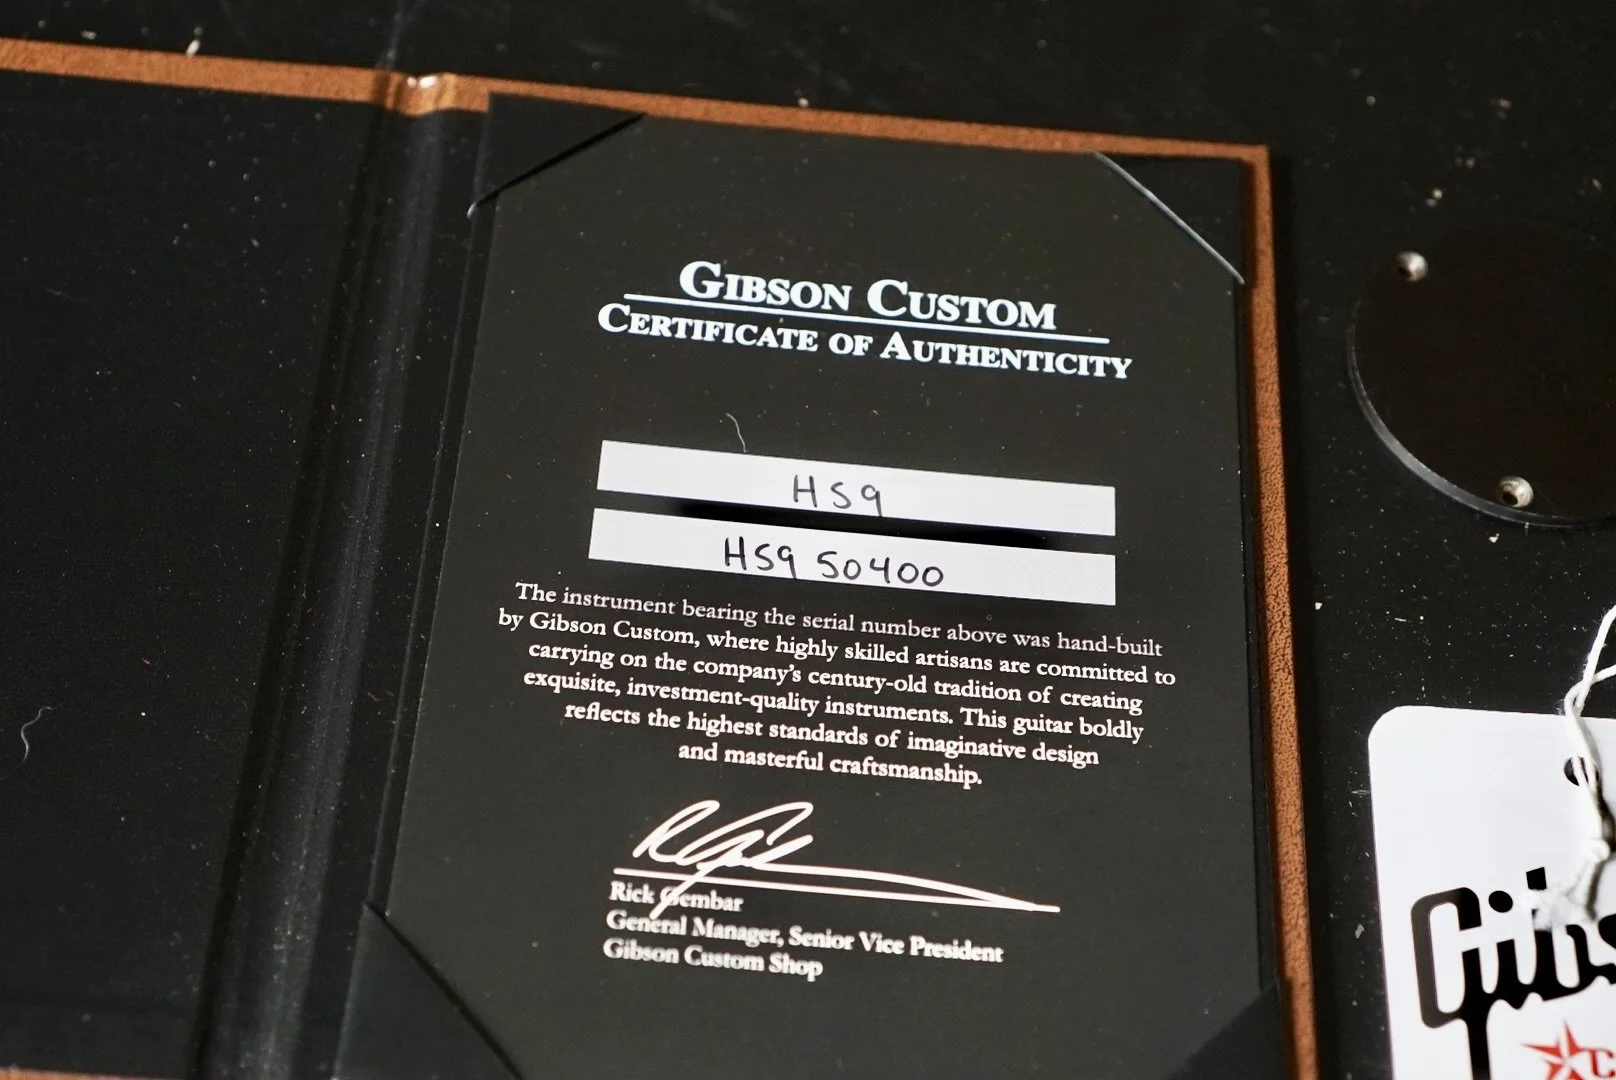 GIBSON CUSTOM
CERTIFICATE OF AUTHENTICITY
HS9
HS9 50400
The instrument bearing the serial number above was hand-built
by Gibson Custom, where highly skilled artisans are committed to
carrying on the company's century-old tradition of creating
exquisite, investment-quality instruments. This guitar boldly
reflects the highest standards of imaginative design
and masterful craftsmanship.
Rick Gembar
General Manager, Senior Vice President
Gibson Custom Shop
Gibs
C